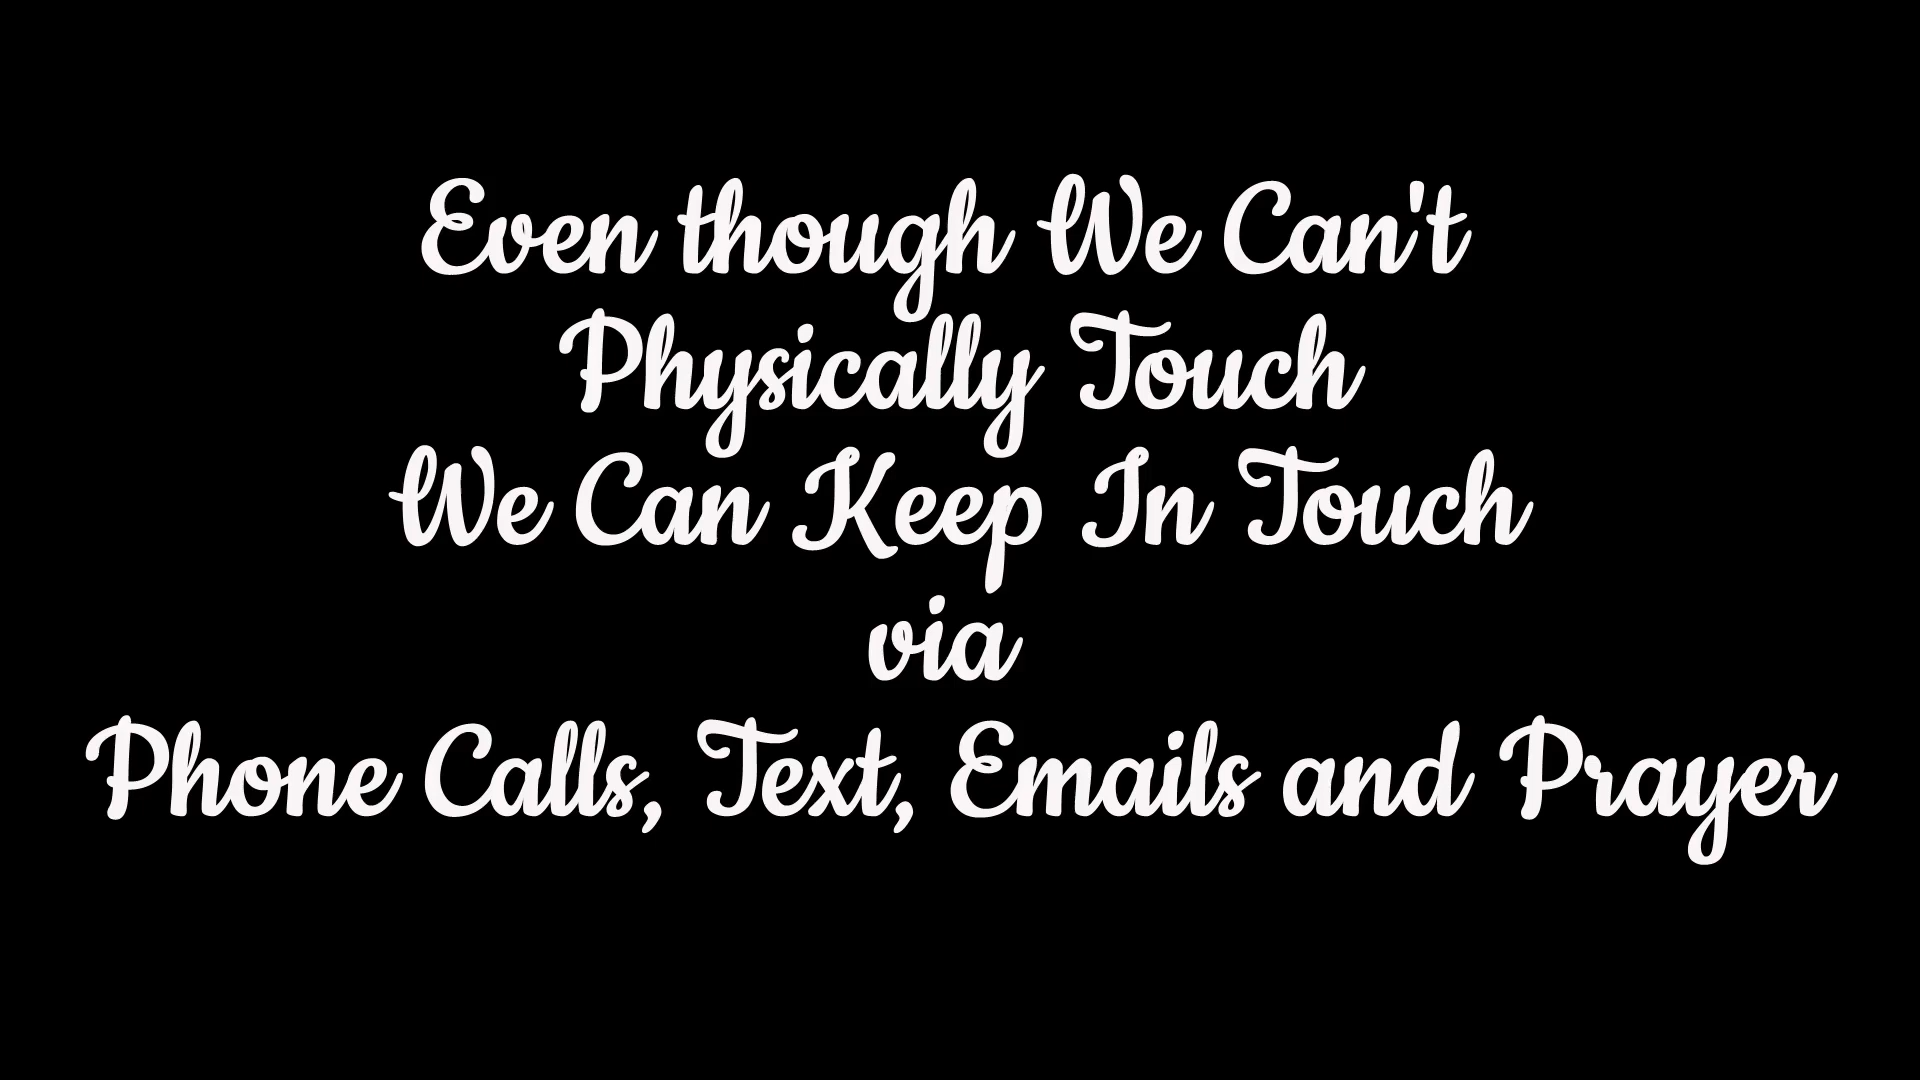 Even though We Can't
Physically Touch
We Can Keep In Touch
via
Phone Calls, Text, Emails and Prayer